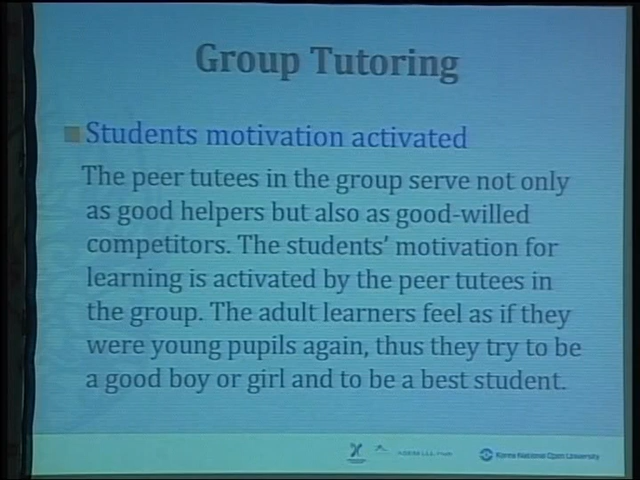 Group Tutoring
Students motivation activated
The peer tutees in the group serve not only
as good helpers but also as good-willed
competitors. The students' motivation for
learning is activated by the peer tutees in
the group. The adult learners feel as if they
were young pupils again, thus they try to be
a good boy or girl and to be a best student.
Korea National Open University